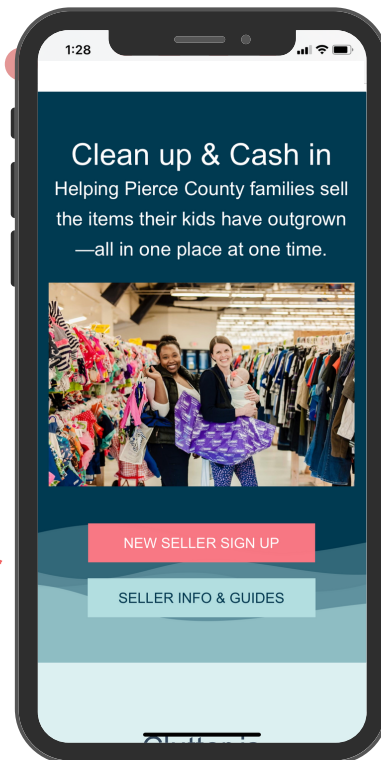 1:28
Clean up & Cash in
Helping Pierce County families sell
the items their kids have outgrown
—all in one place at one time.
NEW SELLER SIGN UP
SELLER INFO & GUIDES